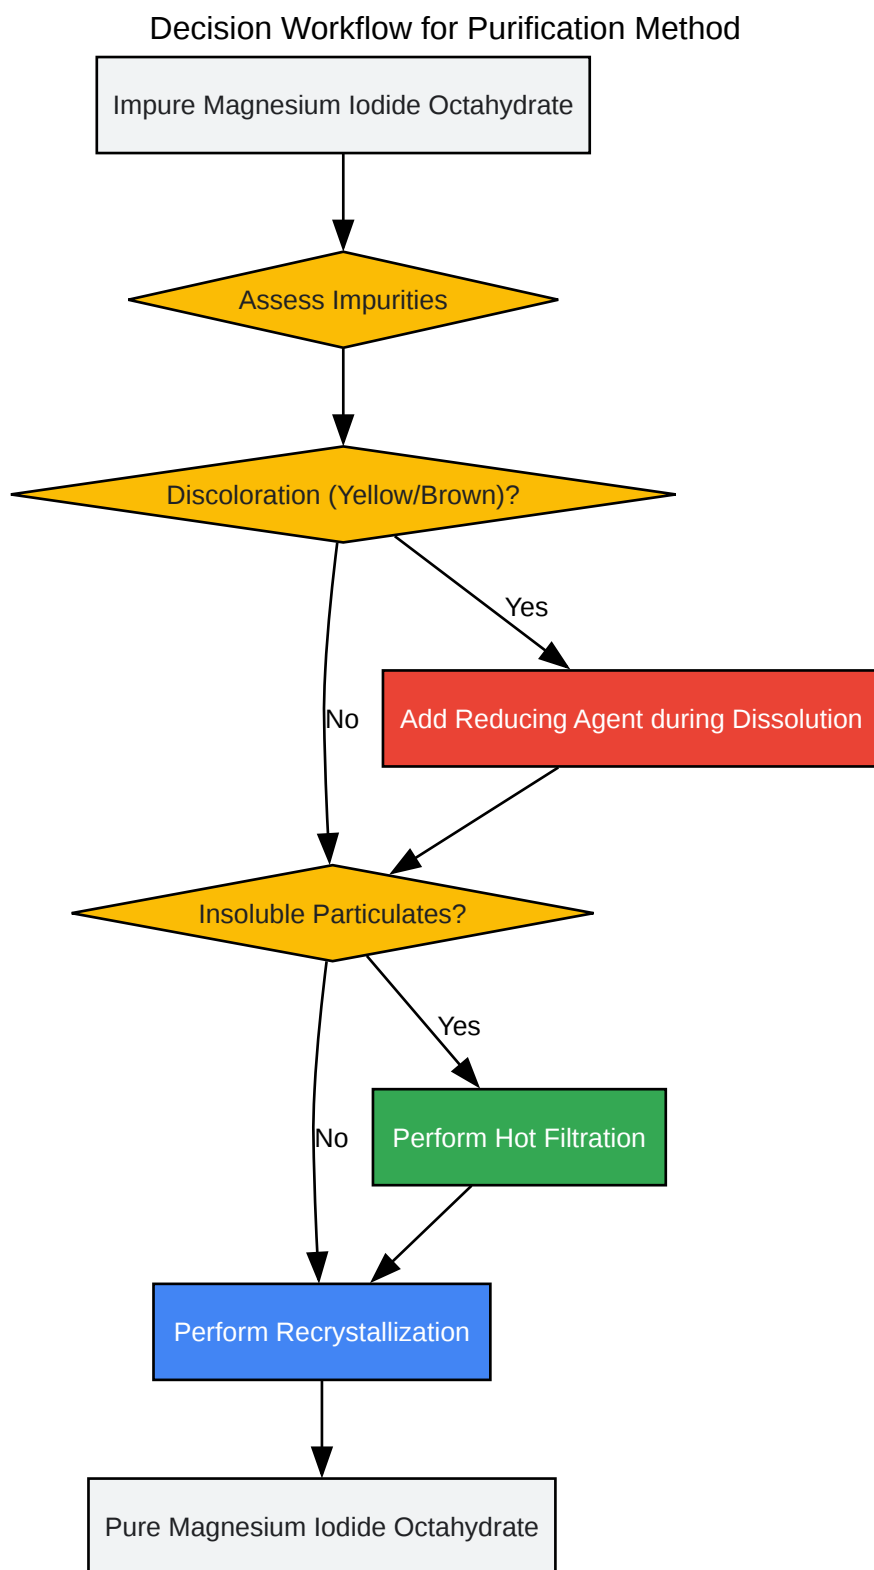 Decision Workflow for Purification Method
Impure Magnesium Iodide Octahydrate
Assess Impurities
Discoloration (Yellow/Brown)?
Yes
No
Add Reducing Agent during Dissolution
Insoluble Particulates?
Yes
No
Perform Hot Filtration
Perform Recrystallization
Pure Magnesium Iodide Octahydrate